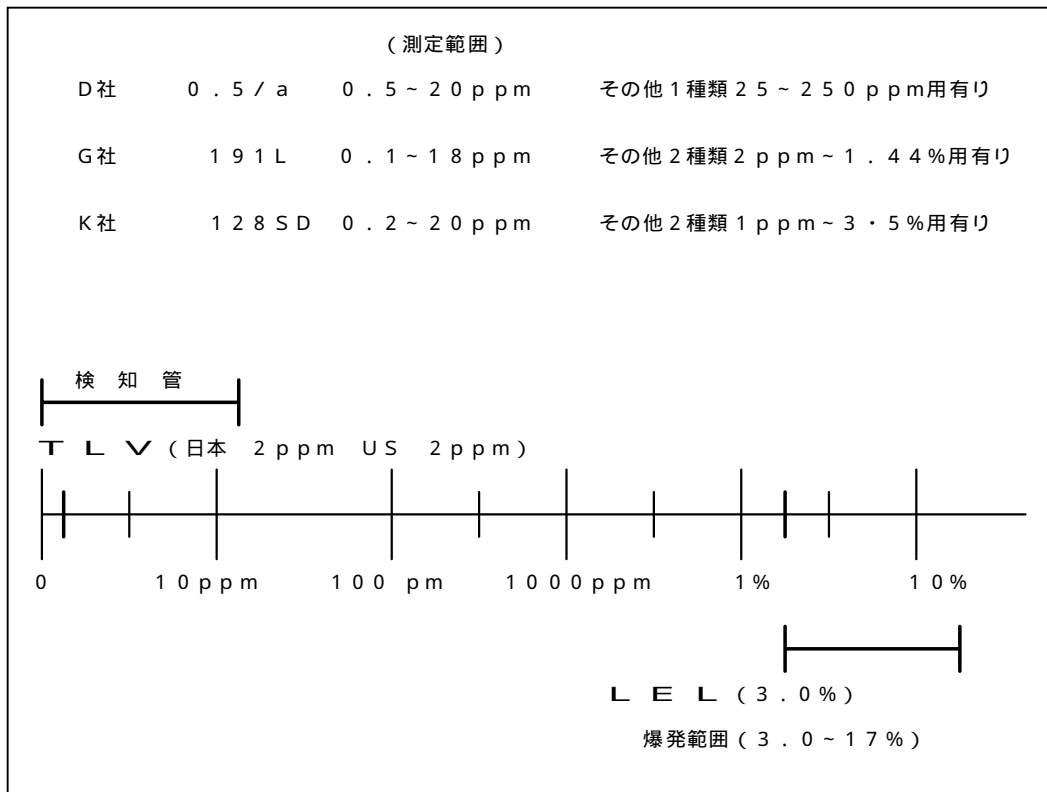 (測定範囲)
D社 0.5/a 0.5~20ppm その他1種類25~250ppm用有り
G社 191L 0.1~18ppm その他2種類2ppm~1.44%用有り
K社 128SD 0.2~20ppm その他2種類1ppm~3・5%用有り
検知管
TLV(日本 2ppm US 2ppm)
0 10ppm 100 pm 1000ppm 1% 10%
LEL(3.0%)
爆発範囲(3.0~17%)